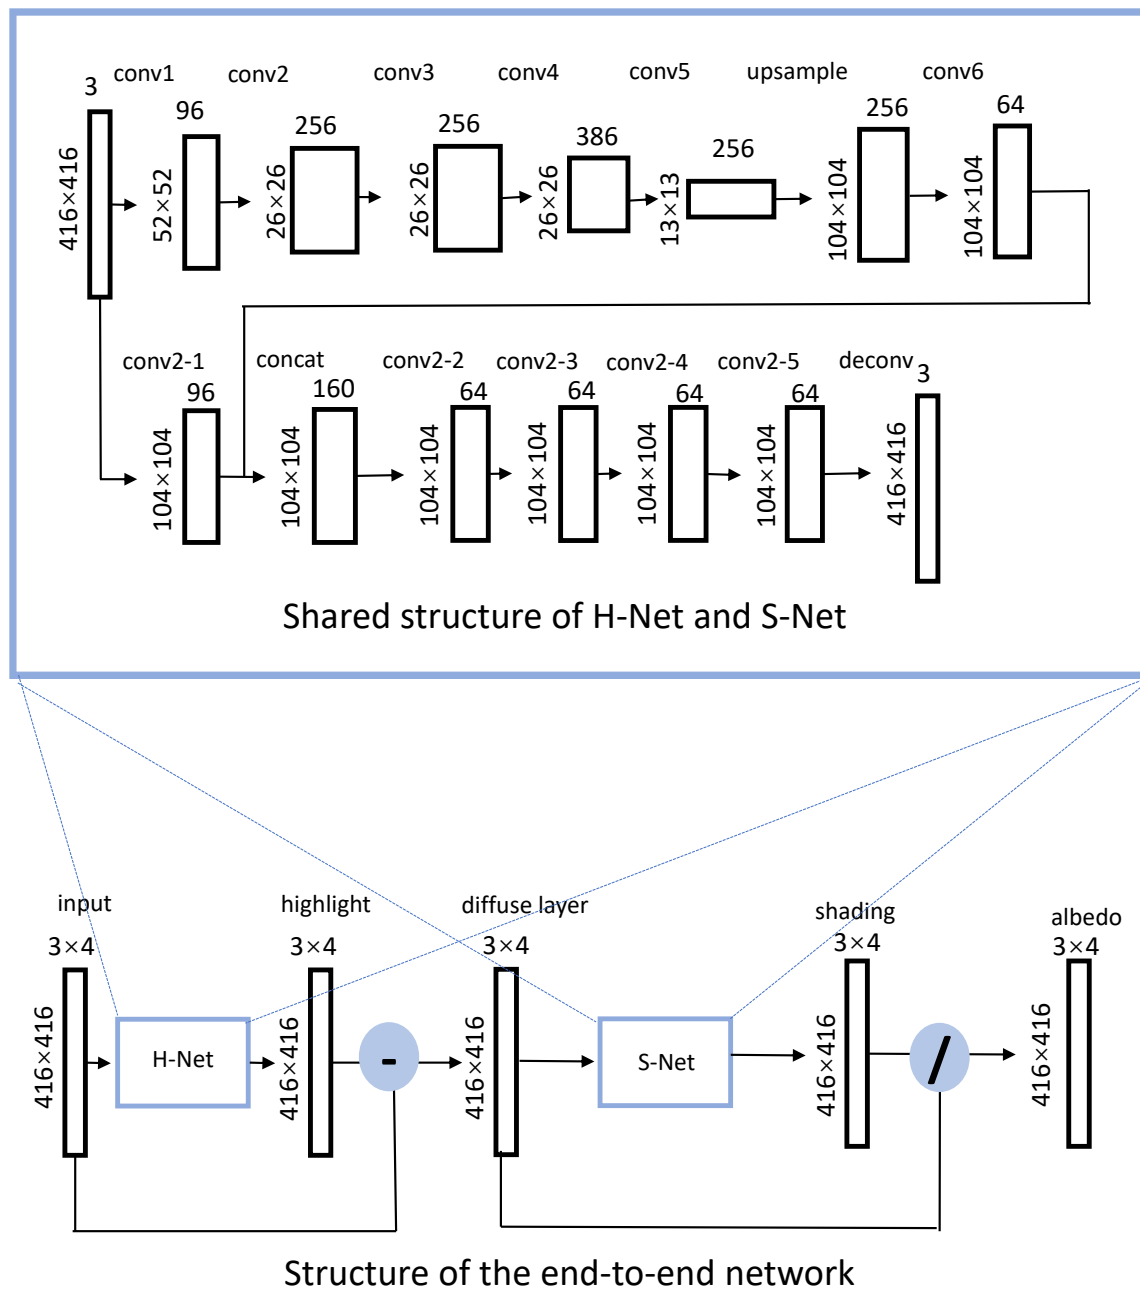 conv1 conv2 conv3 conv4 conv5 upsample conv6
3 96 256 256 386 256 256 64
416×416 52×52 26×26 26×26 26×26 13×13 104×104 104×104
conv2-1 concat conv2-2 conv2-3 conv2-4 conv2-5 deconv
96 160 64 64 64 64 3
104×104 104×104 104×104 104×104 104×104 104×104 416×416
Shared structure of H-Net and S-Net
input highlight diffuse layer shading albedo
3×4 3×4 3×4 3×4 3×4
416×416 H-Net 416×416 - 416×416 S-Net 416×416 / 416×416
Structure of the end-to-end network